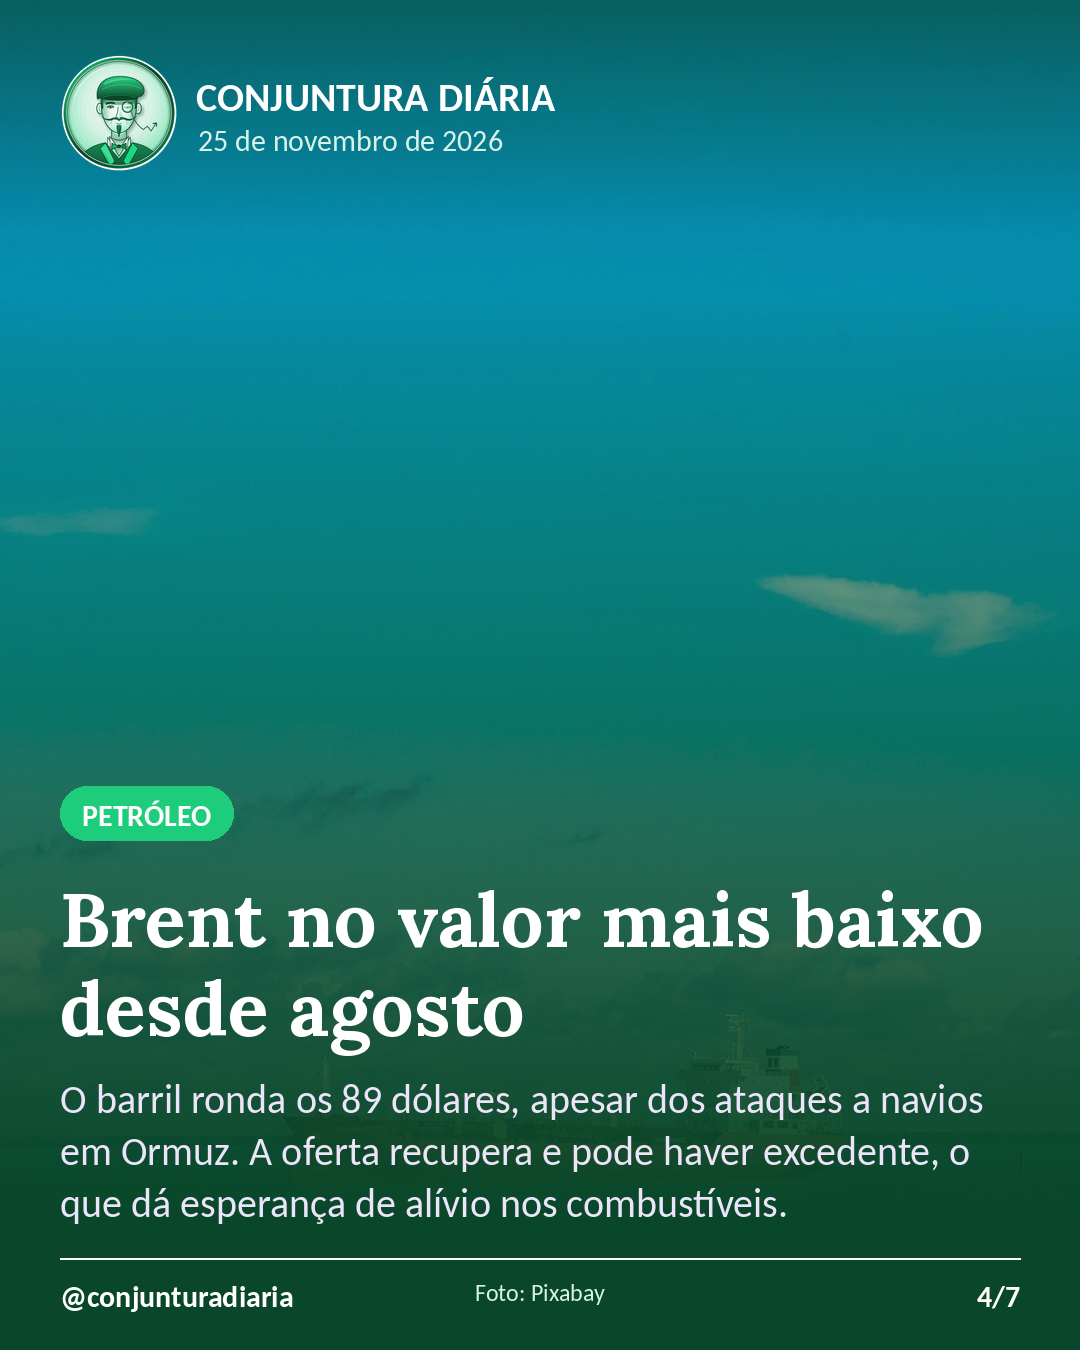 CONJUNTURA DIÁRIA
25 de novembro de 2026
PETRÓLEO
Brent no valor mais baixo
desde agosto
O barril ronda os 89 dólares, apesar dos ataques a navios
em Ormuz. A oferta recupera e pode haver excedente, o
que dá esperança de alívio nos combustíveis.
@conjunturadiaria
Foto: Pixabay
4/7